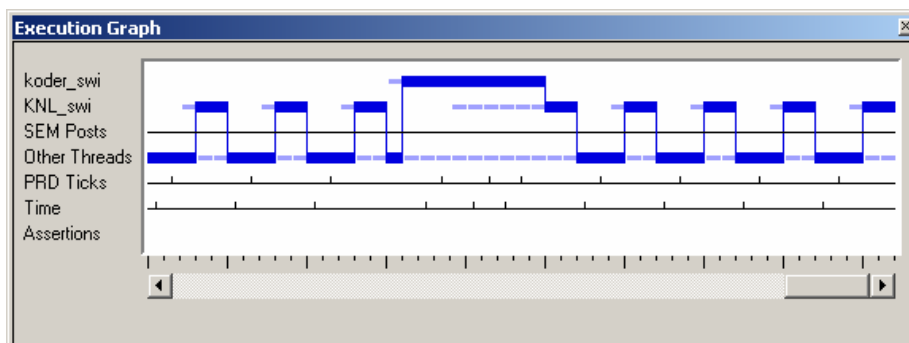 Execution Graph
koder_swi
KNL_swi
SEM Posts
Other Threads
PRD Ticks
Time
Assertions